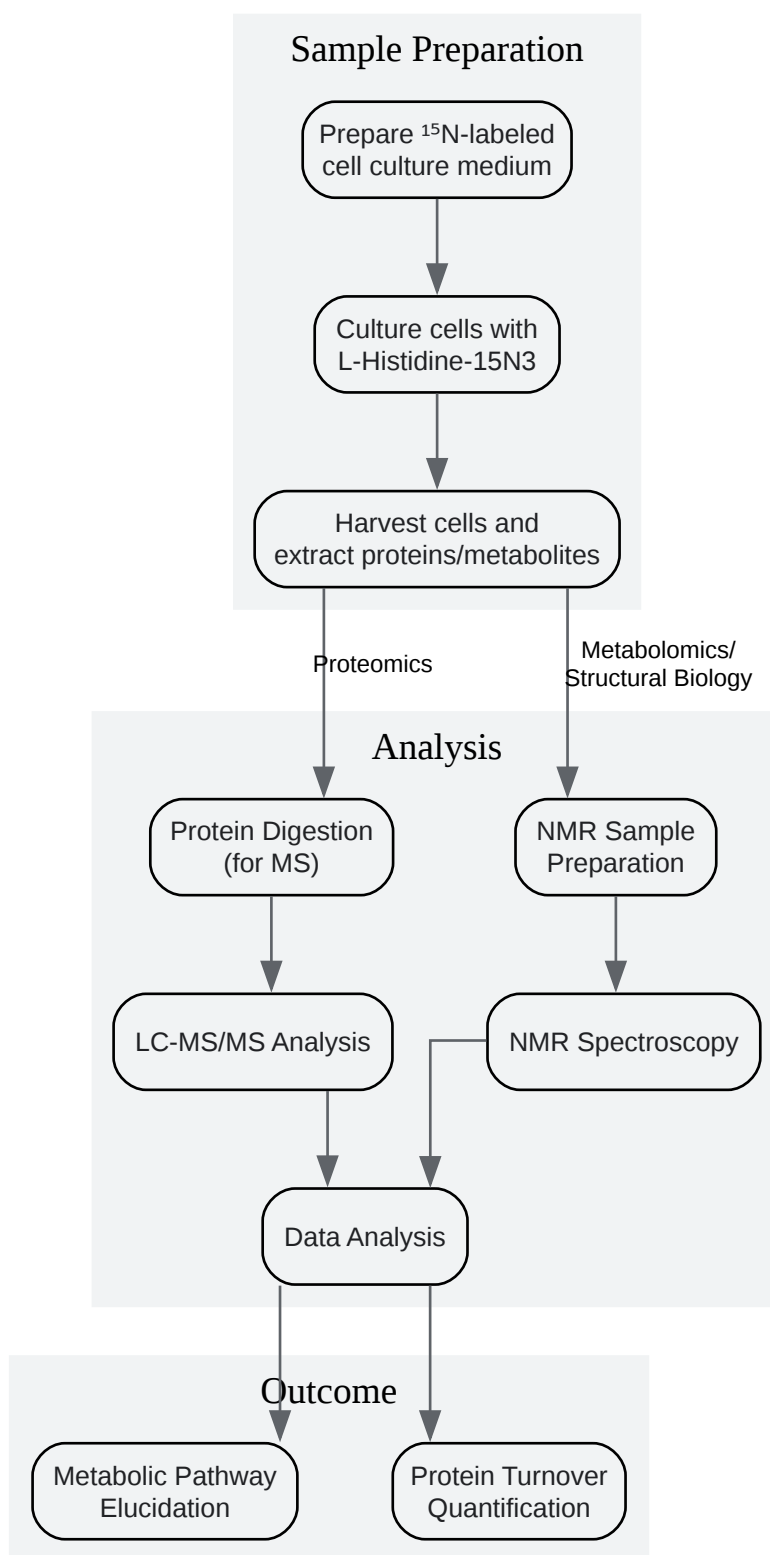 Sample Preparation
Prepare ¹⁵N-labeled
cell culture medium
Culture cells with
L-Histidine-15N3
Harvest cells and
extract proteins/metabolites
Proteomics
Metabolomics/
Structural Biology
Analysis
Protein Digestion
(for MS)
NMR Sample
Preparation
LC-MS/MS Analysis
NMR Spectroscopy
Data Analysis
Outcome
Metabolic Pathway
Elucidation
Protein Turnover
Quantification